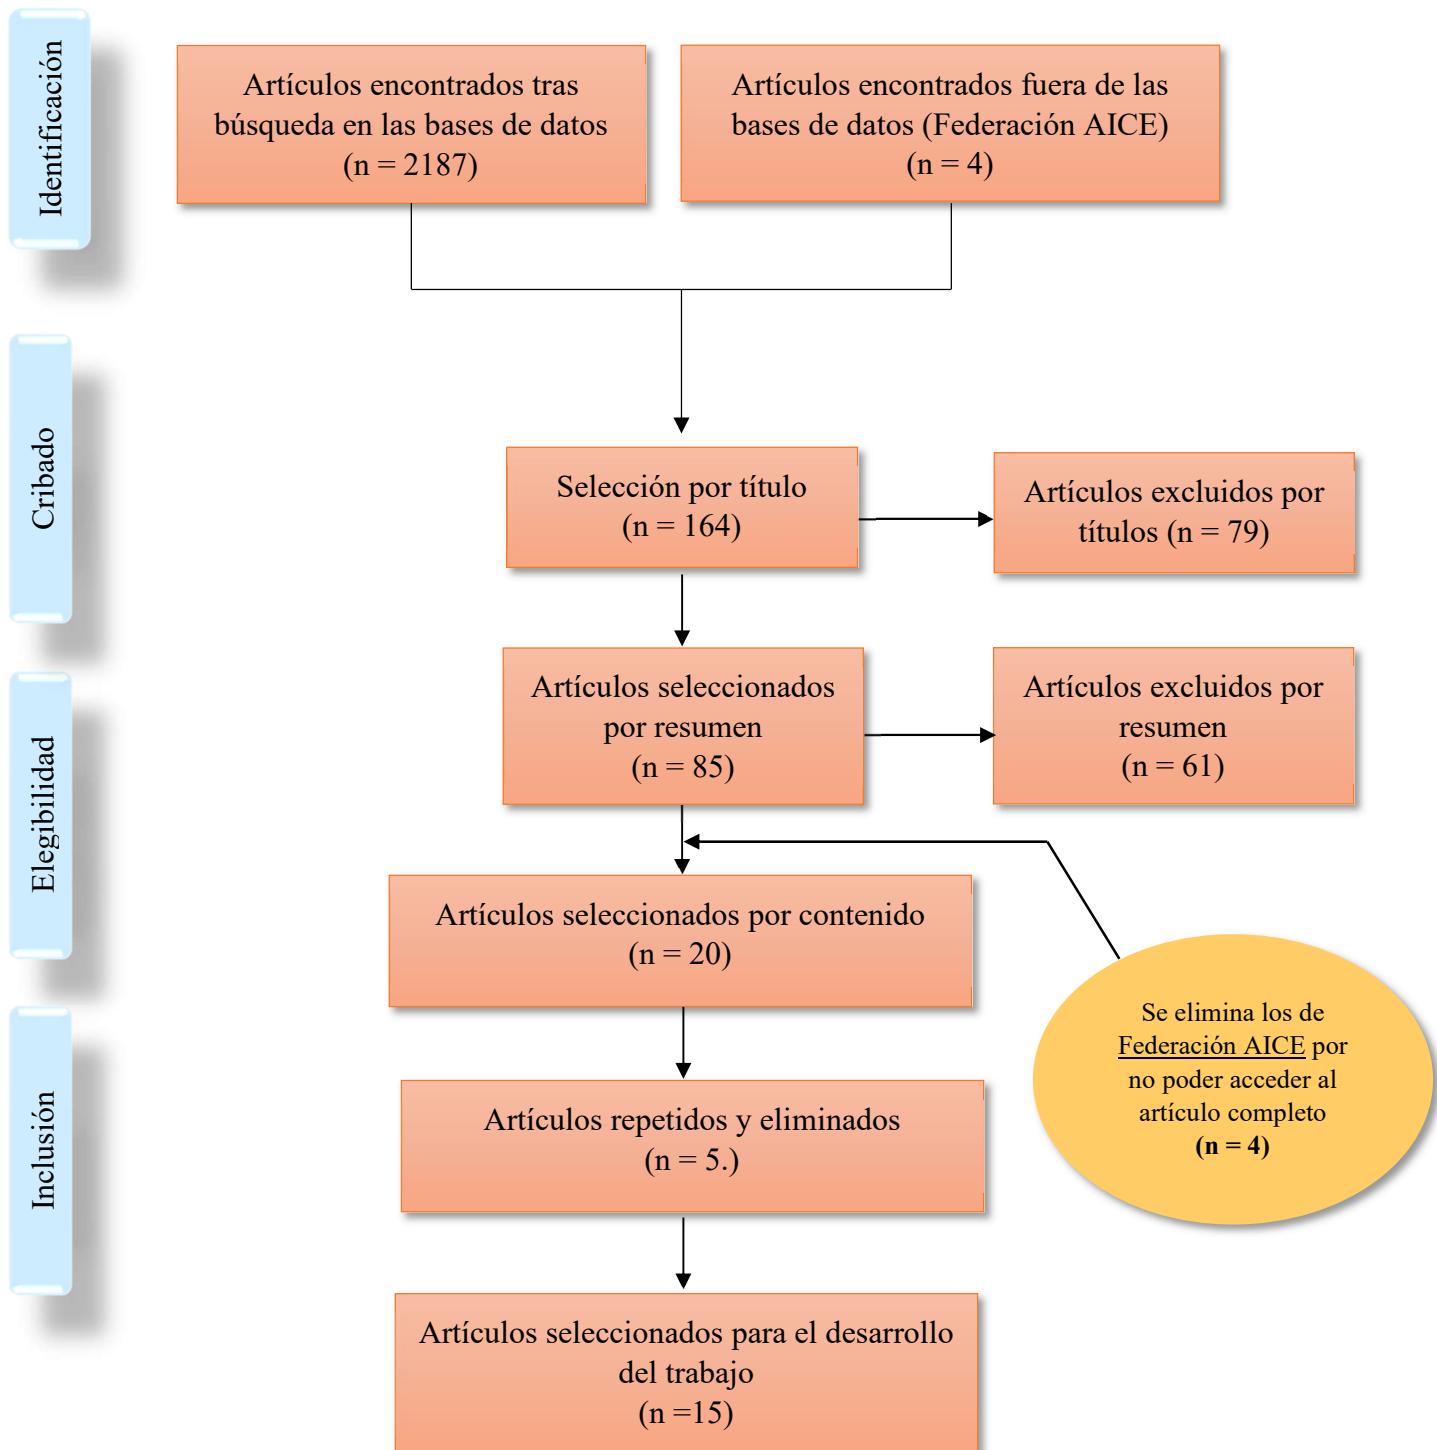 Identificación
Artículos encontrados tras
búsqueda en las bases de datos
(n = 2187)
Artículos encontrados fuera de las
bases de datos (Federación AICE)
(n = 4)
Cribado
Selección por título
(n = 164)
Artículos excluidos por
títulos (n = 79)
Elegibilidad
Artículos seleccionados
por resumen
(n = 85)
Artículos excluidos por
resumen
(n = 61)
Artículos seleccionados por contenido
(n = 20)
Se elimina los de
Federación AICE por
no poder acceder al
artículo completo
(n = 4)
Inclusión
Artículos repetidos y eliminados
(n = 5.)
Artículos seleccionados para el desarrollo
del trabajo
(n =15)